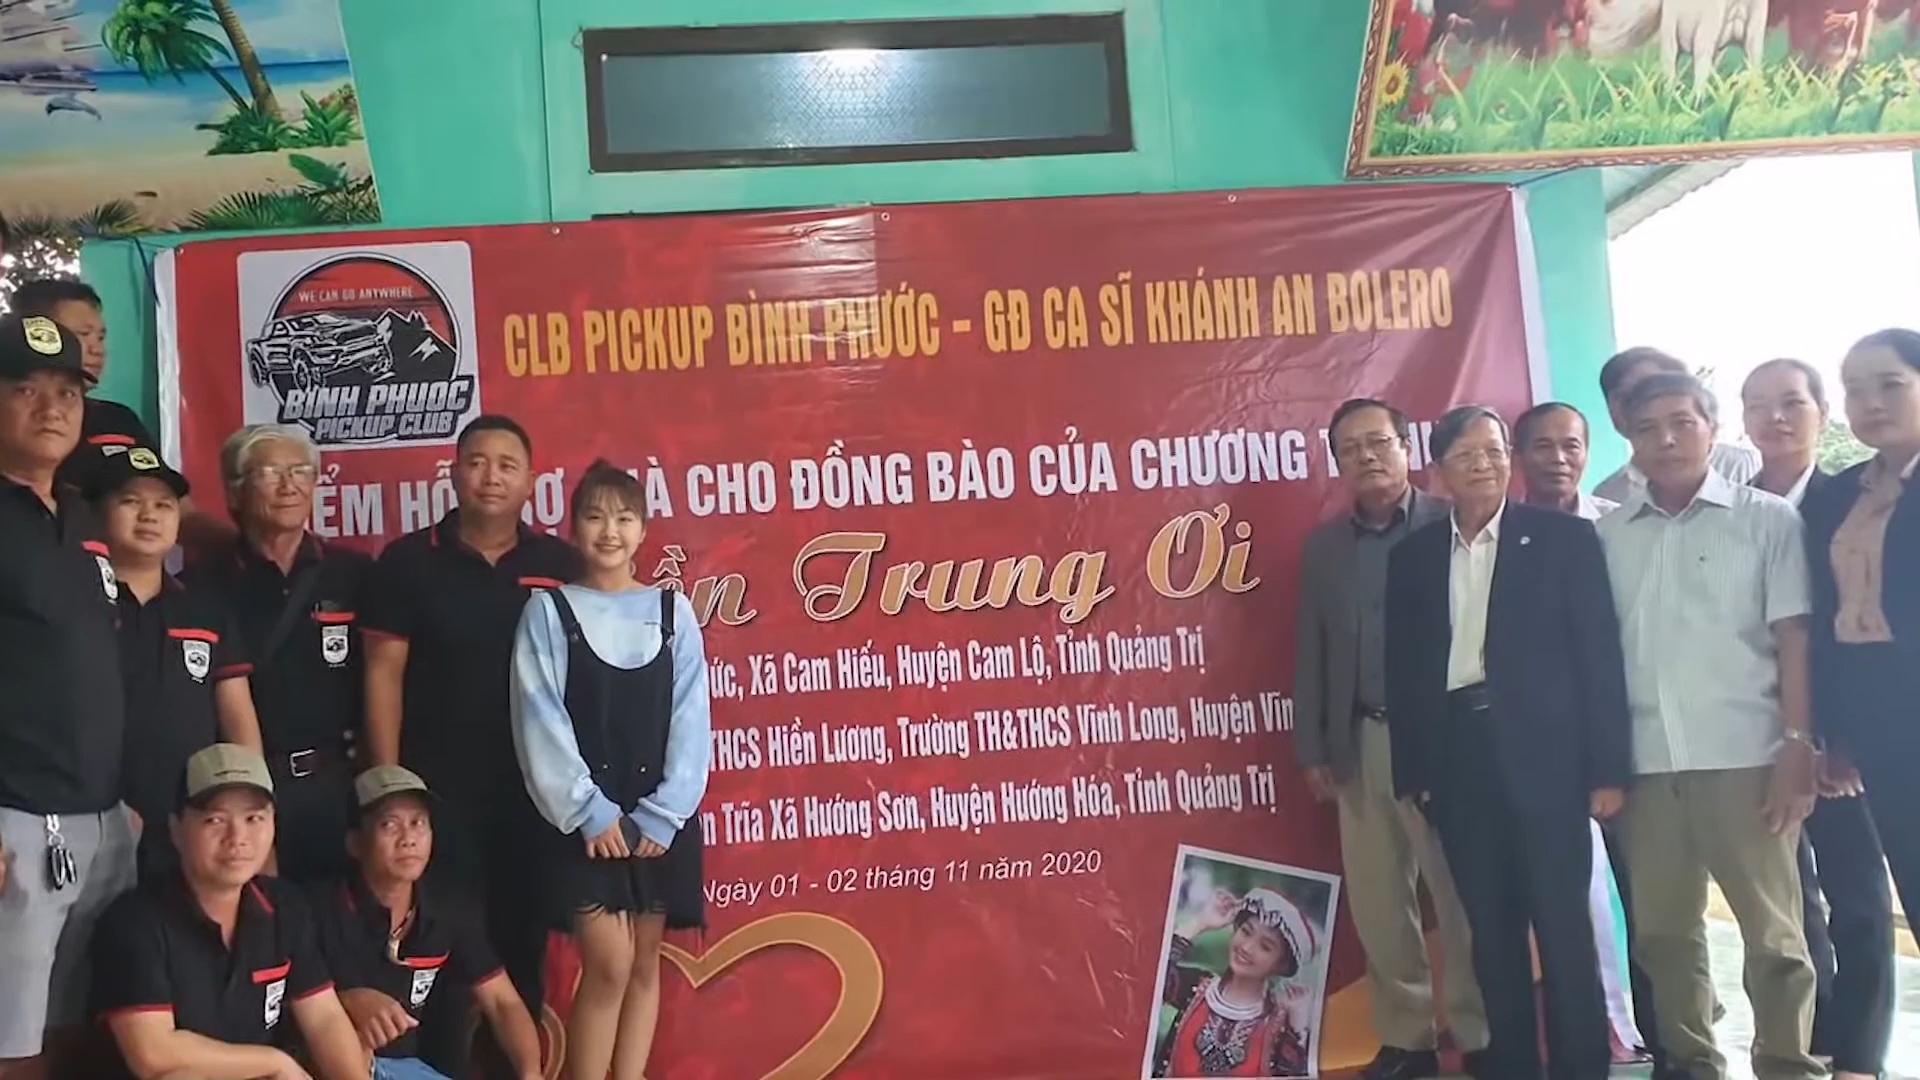 WE CAN GO ANYWHERE
BÌNH PHUOC
PICKUP CLUB
CLB PICKUP BÌNH PHƯỚC - GĐ CA SĨ KHÁNH AN BOLERO
CHO ĐỒNG BÀO CỦA CHƯƠNG
Trung Ơi
Xã Cam Hiếu, Huyện Cam Lộ, Tỉnh Quảng Trị
THCS Hiền Lương, Trường TH&THCS Vĩnh Long, Huyện
Trĩa Xã Hướng Sơn, Huyện Hướng Hóa, Tỉnh Quảng Trị
Ngày 01 - 02 tháng 11 năm 2020